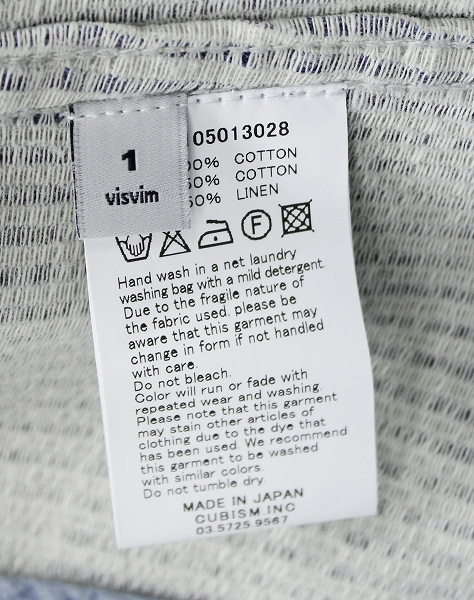 1
visvim
05013028
COTTON
COTTON
LINEN
F
Hand wash in a net laundry
washing bag with a mild detergent.
Due to the fragile nature of
the fabric used, please be
aware that this garment may
change in form if not handled
with care.
Do not bleach.
Color will run or fade with
repeated wear and washing.
Please note that this garment
may stain other articles of
clothing due to the dye that
has been used. We recommend
this garment to be washed
with similar colors.
Do not tumble dry.
MADE IN JAPAN
CUBISM.INC
03.5725.9567